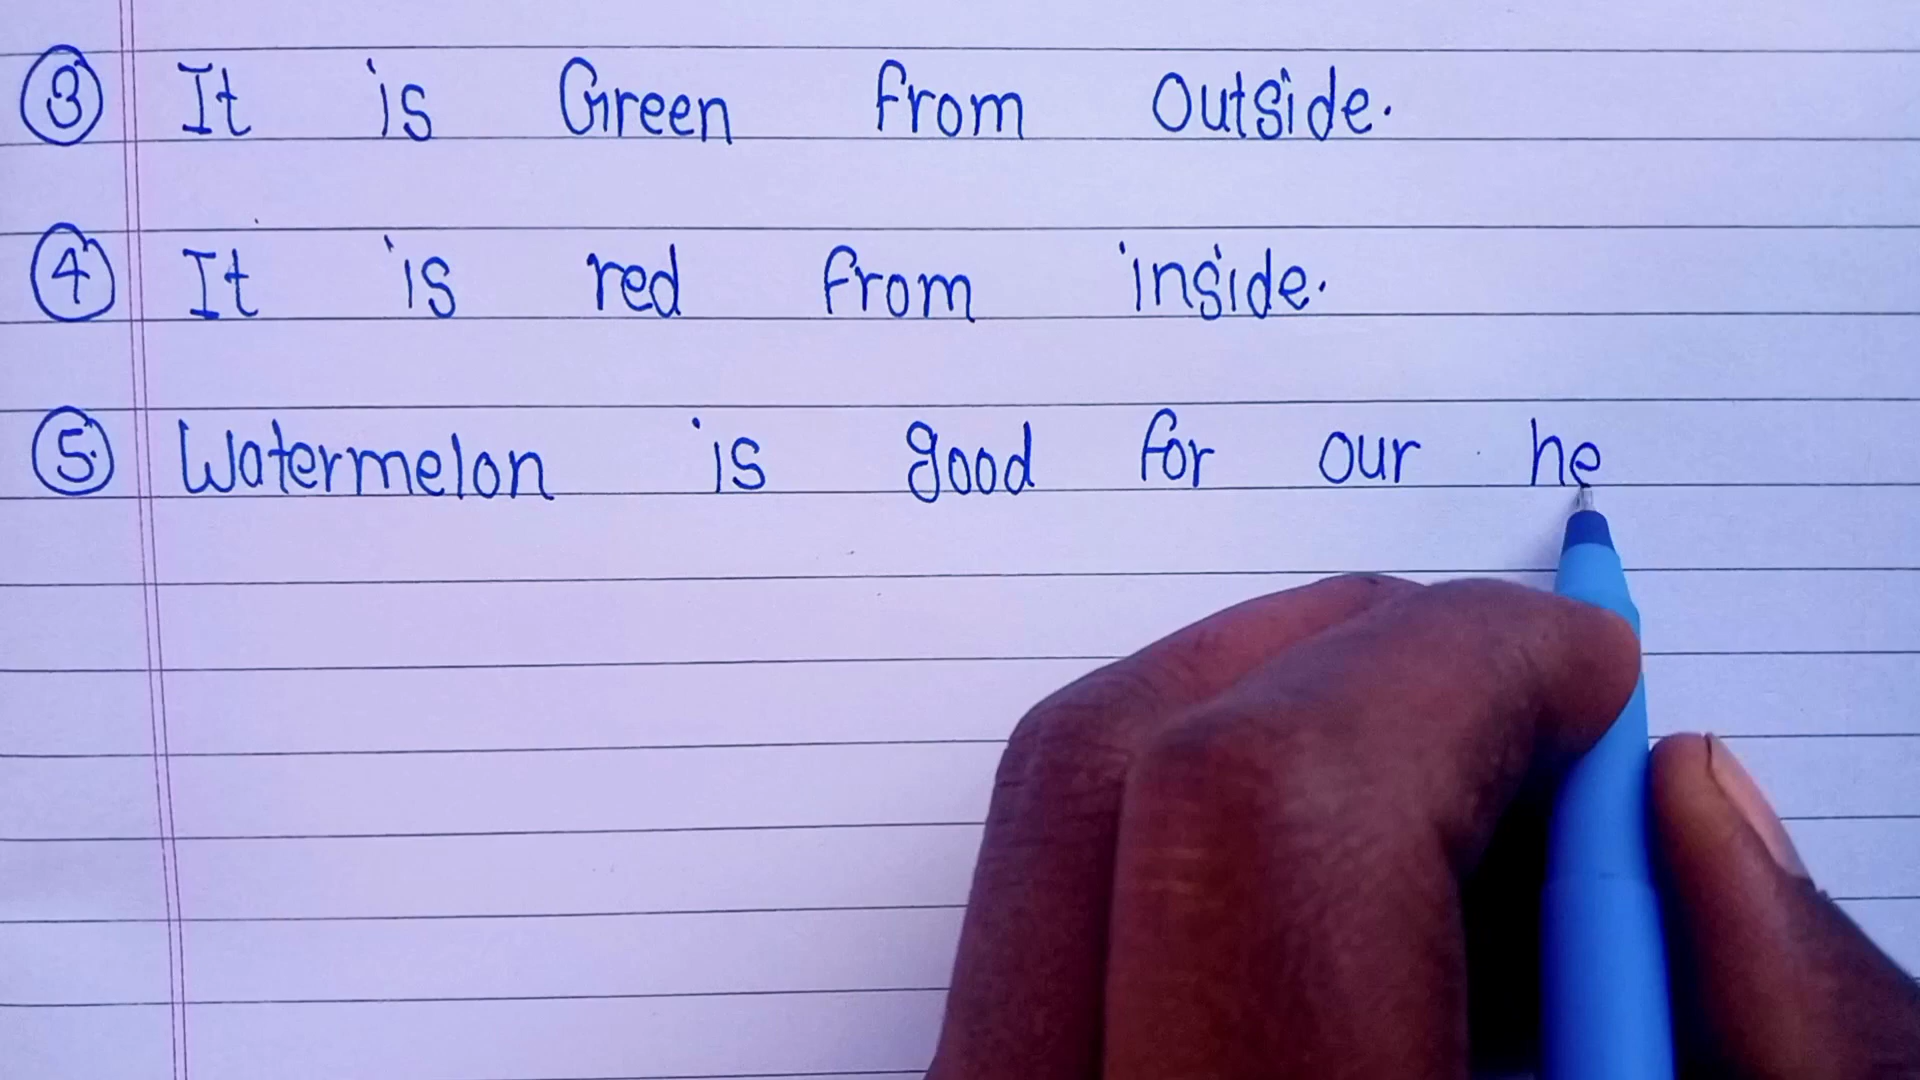 ③ It is Green from Outside.
④ It is red from inside.
⑤ Watermelon is good for our he